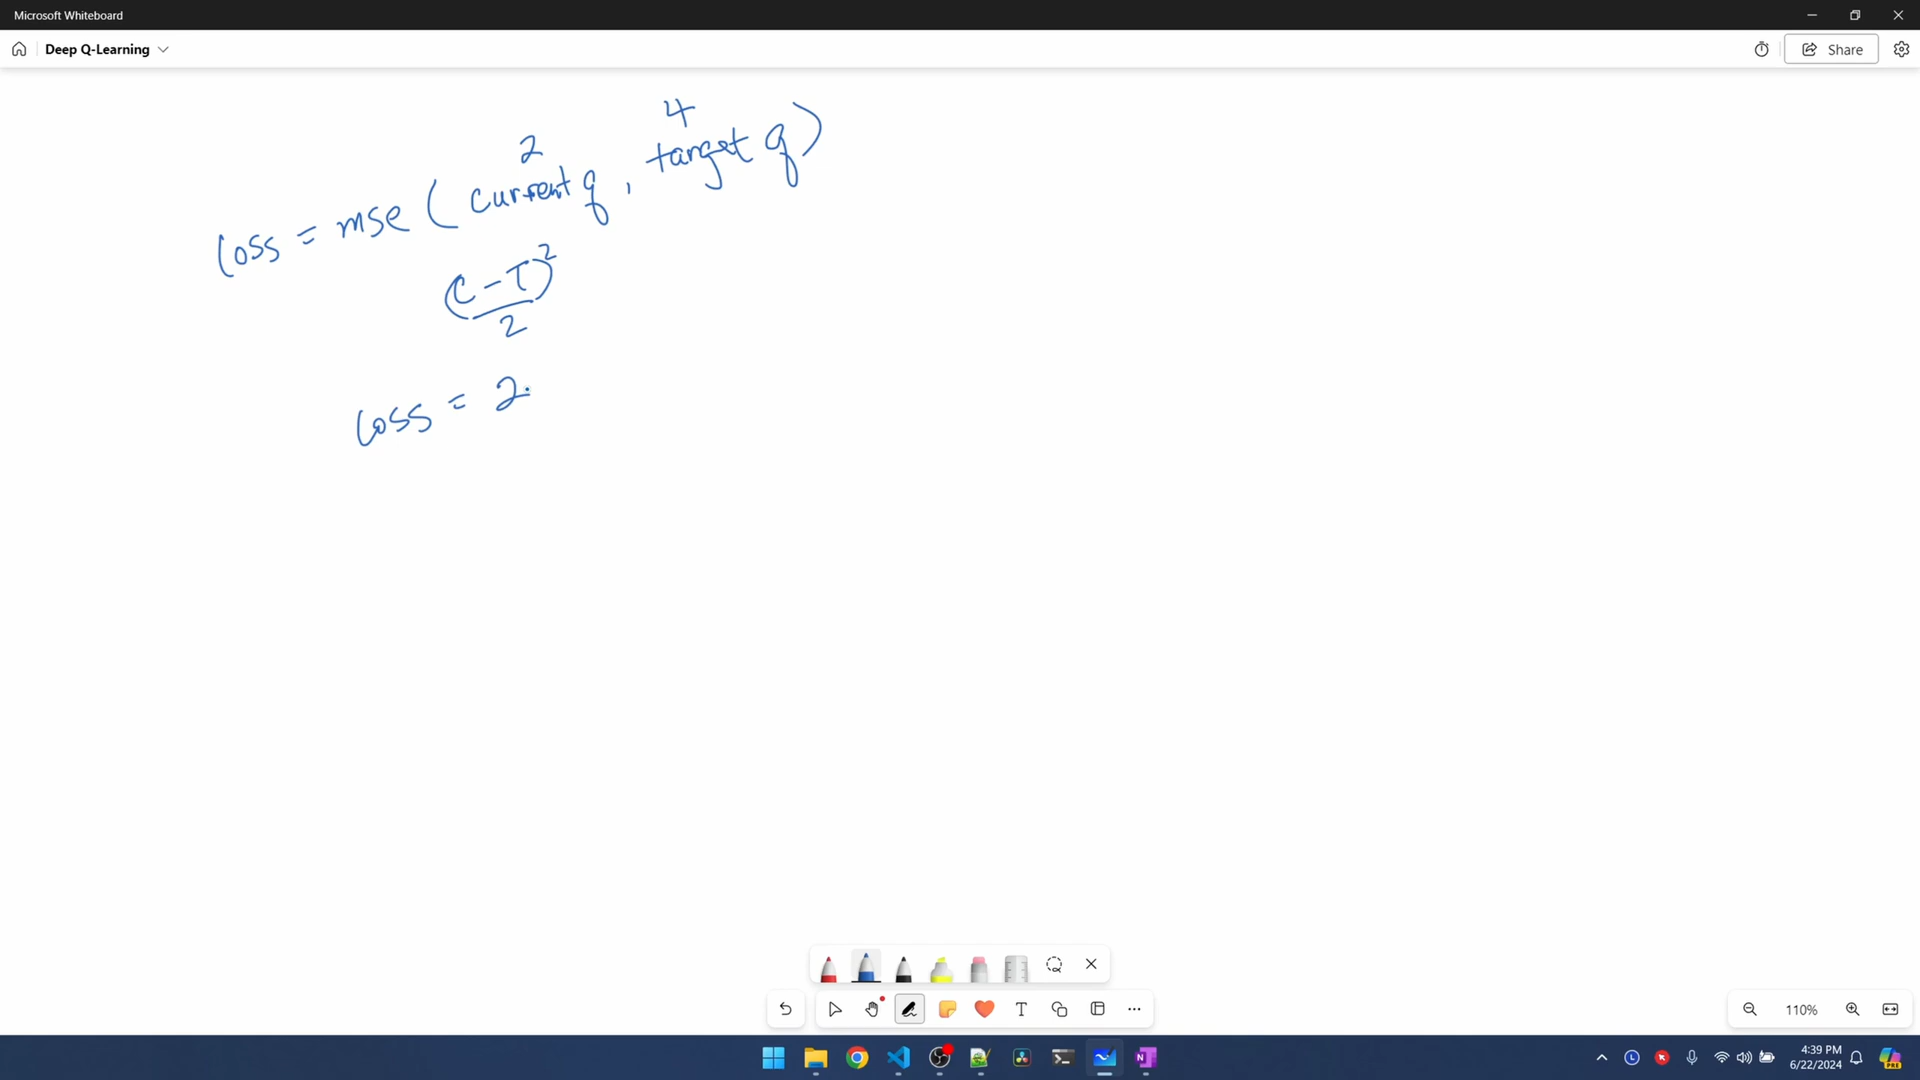 Microsoft Whiteboard
Deep Q-Learning
Share
2 4
loss = mse ( current q , target q )
(C - T)²
2
loss = 2
110%
4:39 PM
6/22/2024